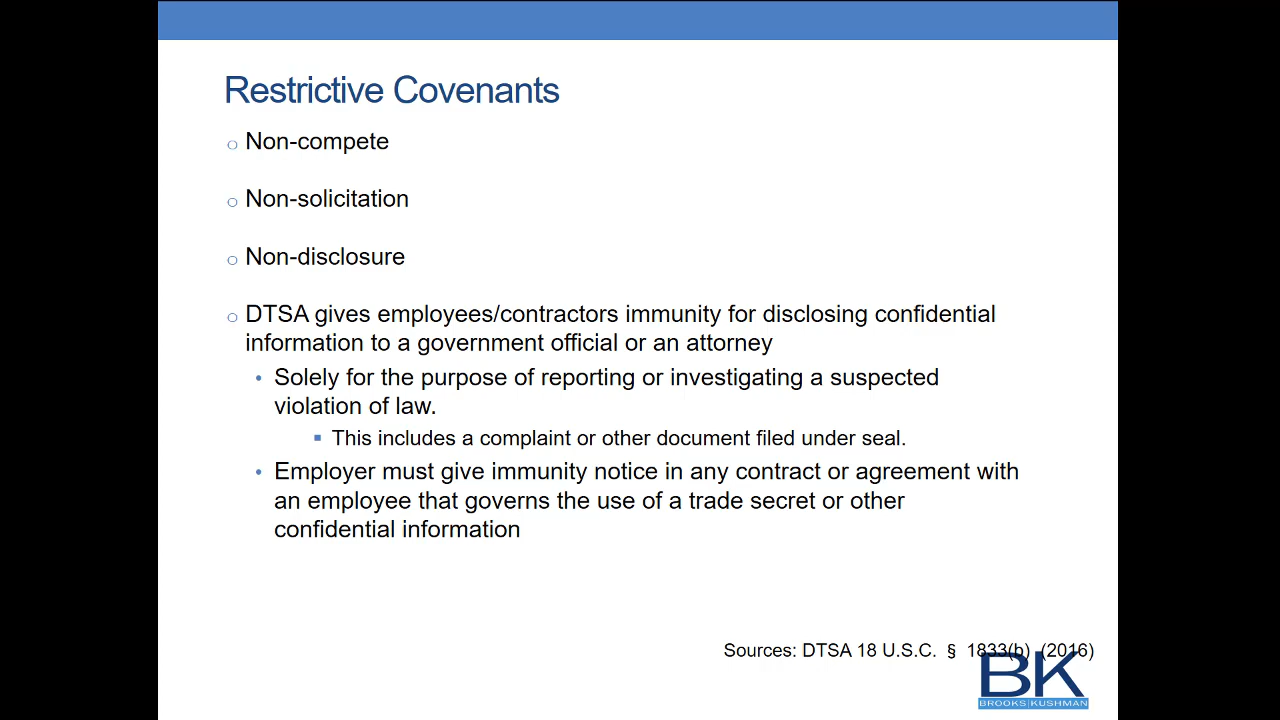 Restrictive Covenants
Non-compete
Non-solicitation
Non-disclosure
DTSA gives employees/contractors immunity for disclosing confidential
information to a government official or an attorney
Solely for the purpose of reporting or investigating a suspected
violation of law.
This includes a complaint or other document filed under seal.
Employer must give immunity notice in any contract or agreement with
an employee that governs the use of a trade secret or other
confidential information
Sources: DTSA 18 U.S.C. § 1833(b) (2016)
BK
BROOKS KUSHMAN